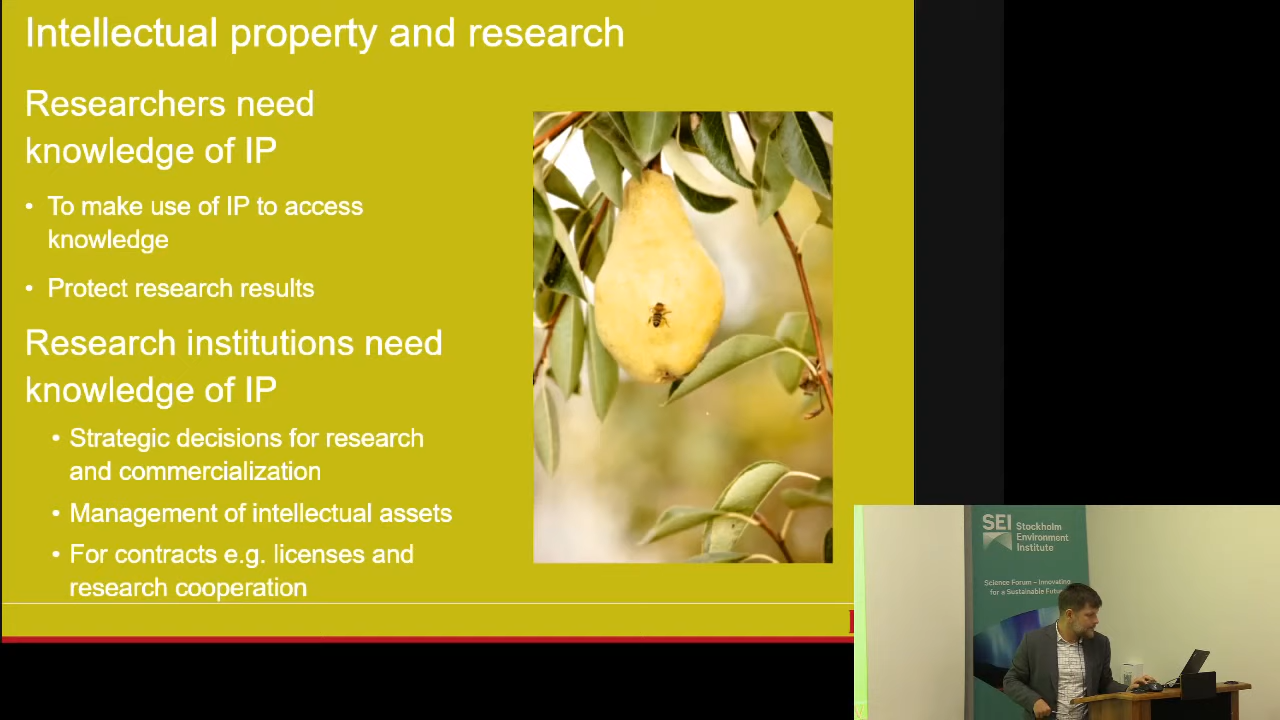 Intellectual property and research
Researchers need
knowledge of IP
• To make use of IP to access
knowledge
• Protect research results
Research institutions need
knowledge of IP
• Strategic decisions for research
and commercialization
• Management of intellectual assets
• For contracts e.g. licenses and
research cooperation
SEI Stockholm
Environment
Institute
Science Forum – Innovating
for a Sustainable Future